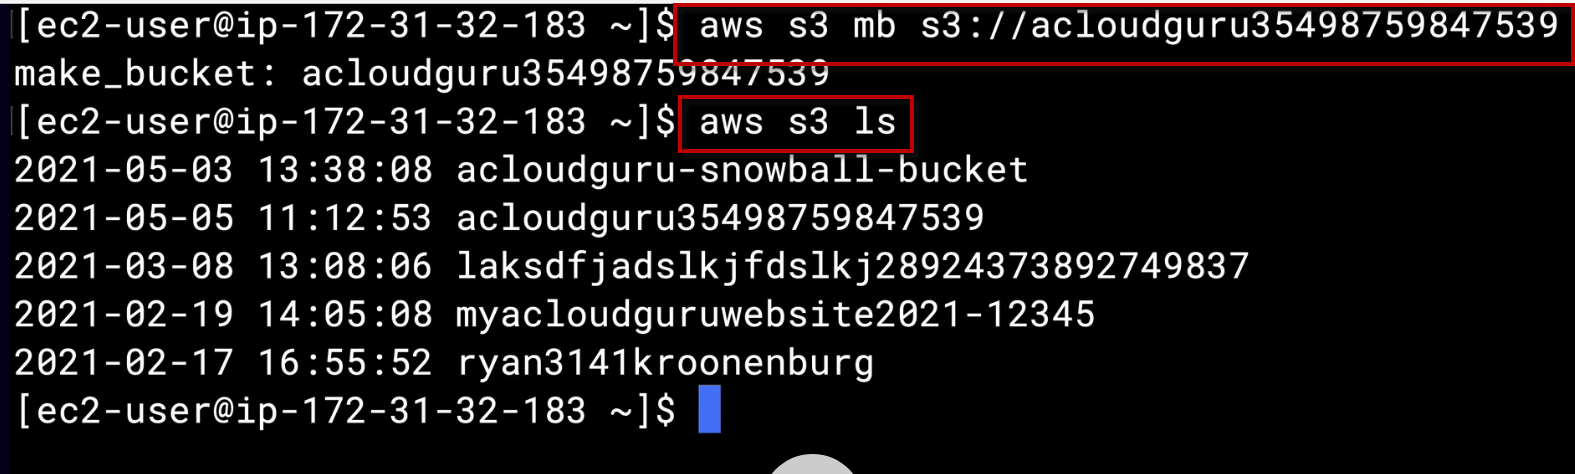 [ec2-user@ip-172-31-32-183 ~]$ aws s3 mb s3://acloudguru35498759847539
make_bucket: acloudguru35498759847539
[ec2-user@ip-172-31-32-183 ~]$ aws s3 ls
2021-05-03 13:38:08 acloudguru-snowball-bucket
2021-05-05 11:12:53 acloudguru35498759847539
2021-03-08 13:08:06 laksdfjadslkjfdslkj28924373892749837
2021-02-19 14:05:08 myacloudguruwebsite2021-12345
2021-02-17 16:55:52 ryan3141kroonenburg
[ec2-user@ip-172-31-32-183 ~]$